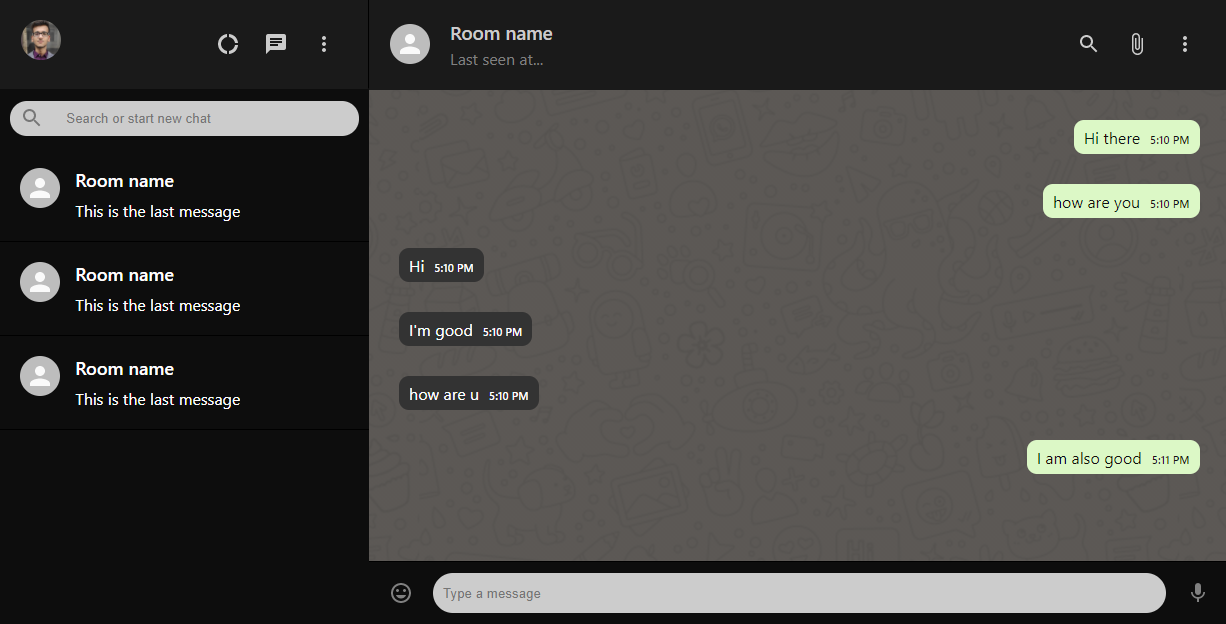 Search or start new chat
Room name
This is the last message
Room name
This is the last message
Room name
This is the last message
Room name
Last seen at...
Hi there 5:10 PM
how are you 5:10 PM
Hi 5:10 PM
I'm good 5:10 PM
how are u 5:10 PM
I am also good 5:11 PM
Type a message